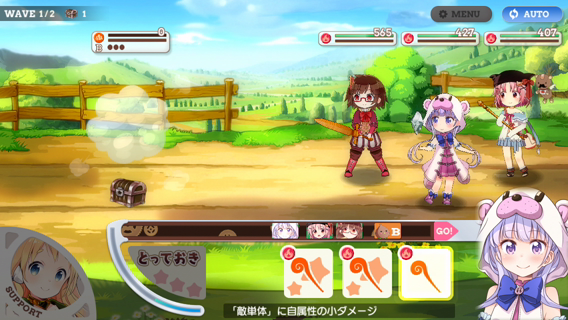 WAVE 1/2 1
MENU
AUTO
0
B
565
427
407
B
GO!
とっておき
SUPPORT
「敵単体」に自属性の小ダメージ